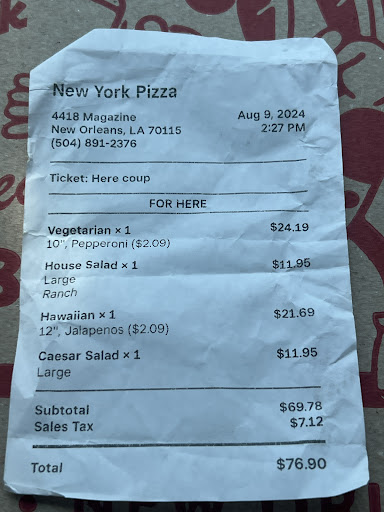 New York Pizza
4418 Magazine Aug 9, 2024
New Orleans, LA 70115 2:27 PM
(504) 891-2376
Ticket: Here coup
FOR HERE
Vegetarian × 1 $24.19
10", Pepperoni ($2.09)
House Salad × 1 $11.95
Large
Ranch
Hawaiian × 1 $21.69
12", Jalapenos ($2.09)
Caesar Salad × 1 $11.95
Large
Subtotal $69.78
Sales Tax $7.12
Total $76.90